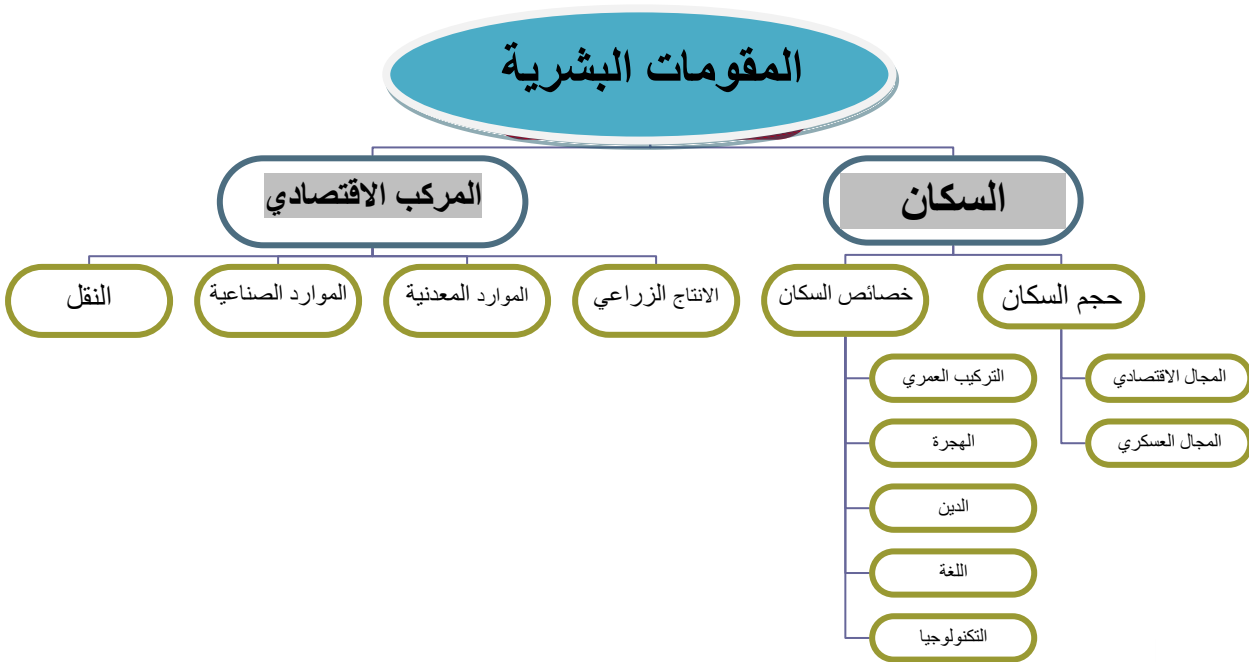 المقومات البشرية
السكان
المركب الاقتصادي
حجم السكان
خصائص السكان
الانتاج الزراعي
الموارد المعدنية
الموارد الصناعية
النقل
المجال الاقتصادي
المجال العسكري
التركيب العمري
الهجرة
الدين
اللغة
التكنولوجيا